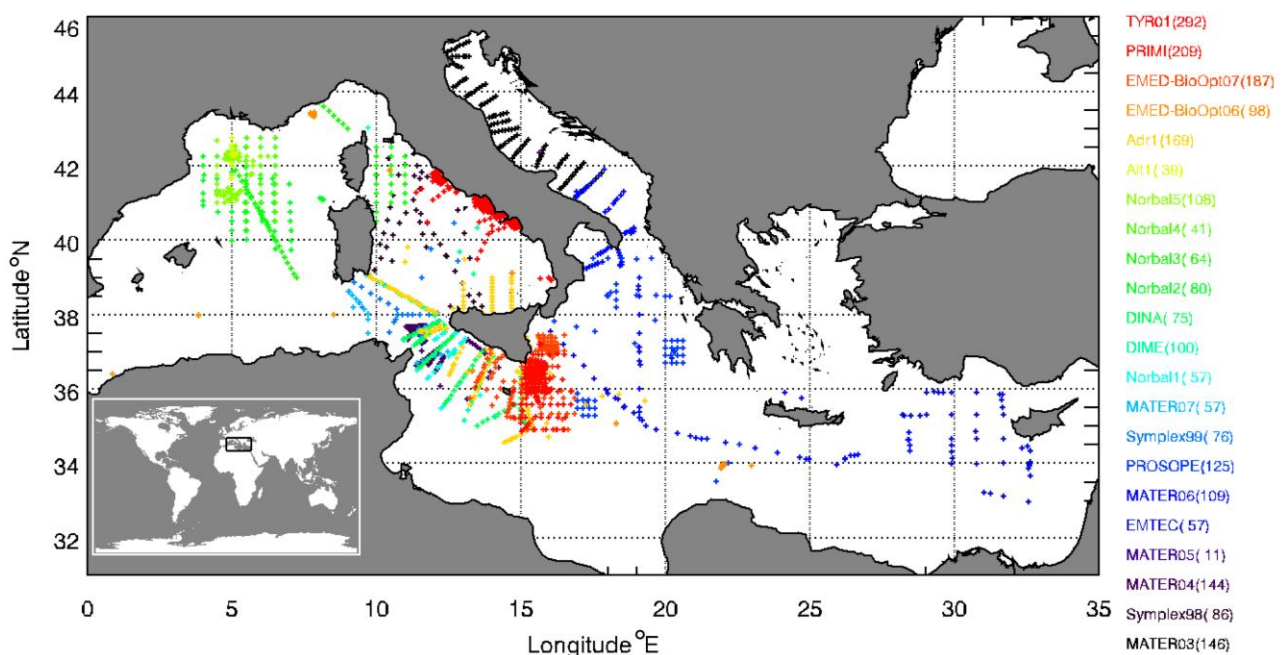 46
44
42
40
38
36
34
32
Latitude°N
0 5 10 15 20 25 30 35
Longitude°E
TYR01(292)
PRIMI(209)
EMED-BioOpt07(187)
EMED-BioOpt06( 98)
Adr1(169)
Alt1( 39)
Norbal5(108)
Norbal4( 41)
Norbal3( 64)
Norbal2( 80)
DINA( 75)
DIME(100)
Norbal1( 57)
MATER07( 57)
Symplex99( 76)
PROSOPE(125)
MATER06(109)
EMTEC( 57)
MATER05( 11)
MATER04(144)
Symplex98( 86)
MATER03(146)